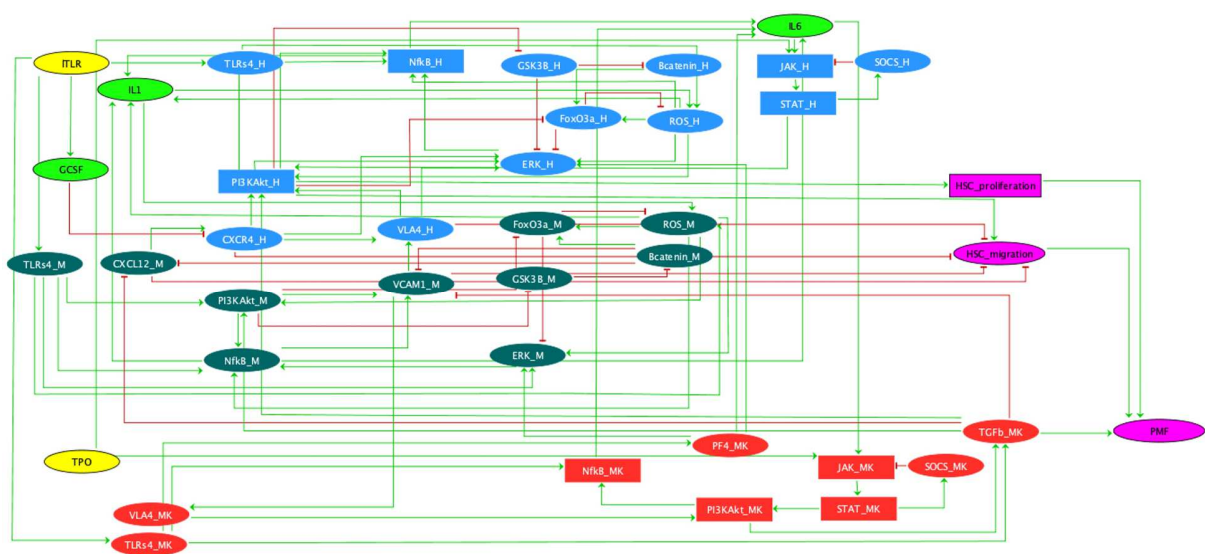 IL6
ITLR
TLRs4_H
NfkB_H
GSK3B_H
Bcatenin_H
JAK_H
SOCS_H
IL1
STAT_H
FoxO3a_H
ROS_H
GCSF
ERK_H
PI3KAkt_H
HSC_proliferation
CXCR4_H
VLA4_H
FoxO3a_M
ROS_M
TLRs4_M
CXCL12_M
Bcatenin_M
HSC_migration
VCAM1_M
GSK3B_M
PI3KAkt_M
NfkB_M
ERK_M
TGFb_MK
PMF
PF4_MK
TPO
NfkB_MK
JAK_MK
SOCS_MK
VLA4_MK
PI3KAkt_MK
STAT_MK
TLRs4_MK